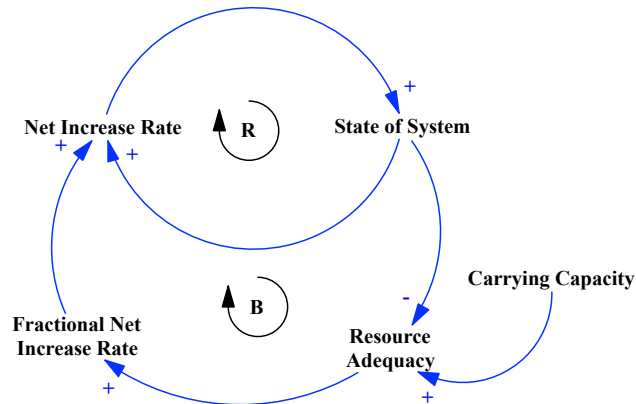 +
Net Increase Rate
R
State of System
+
+
B
-
Carrying Capacity
Fractional Net
Increase Rate
Resource
Adequacy
+
+